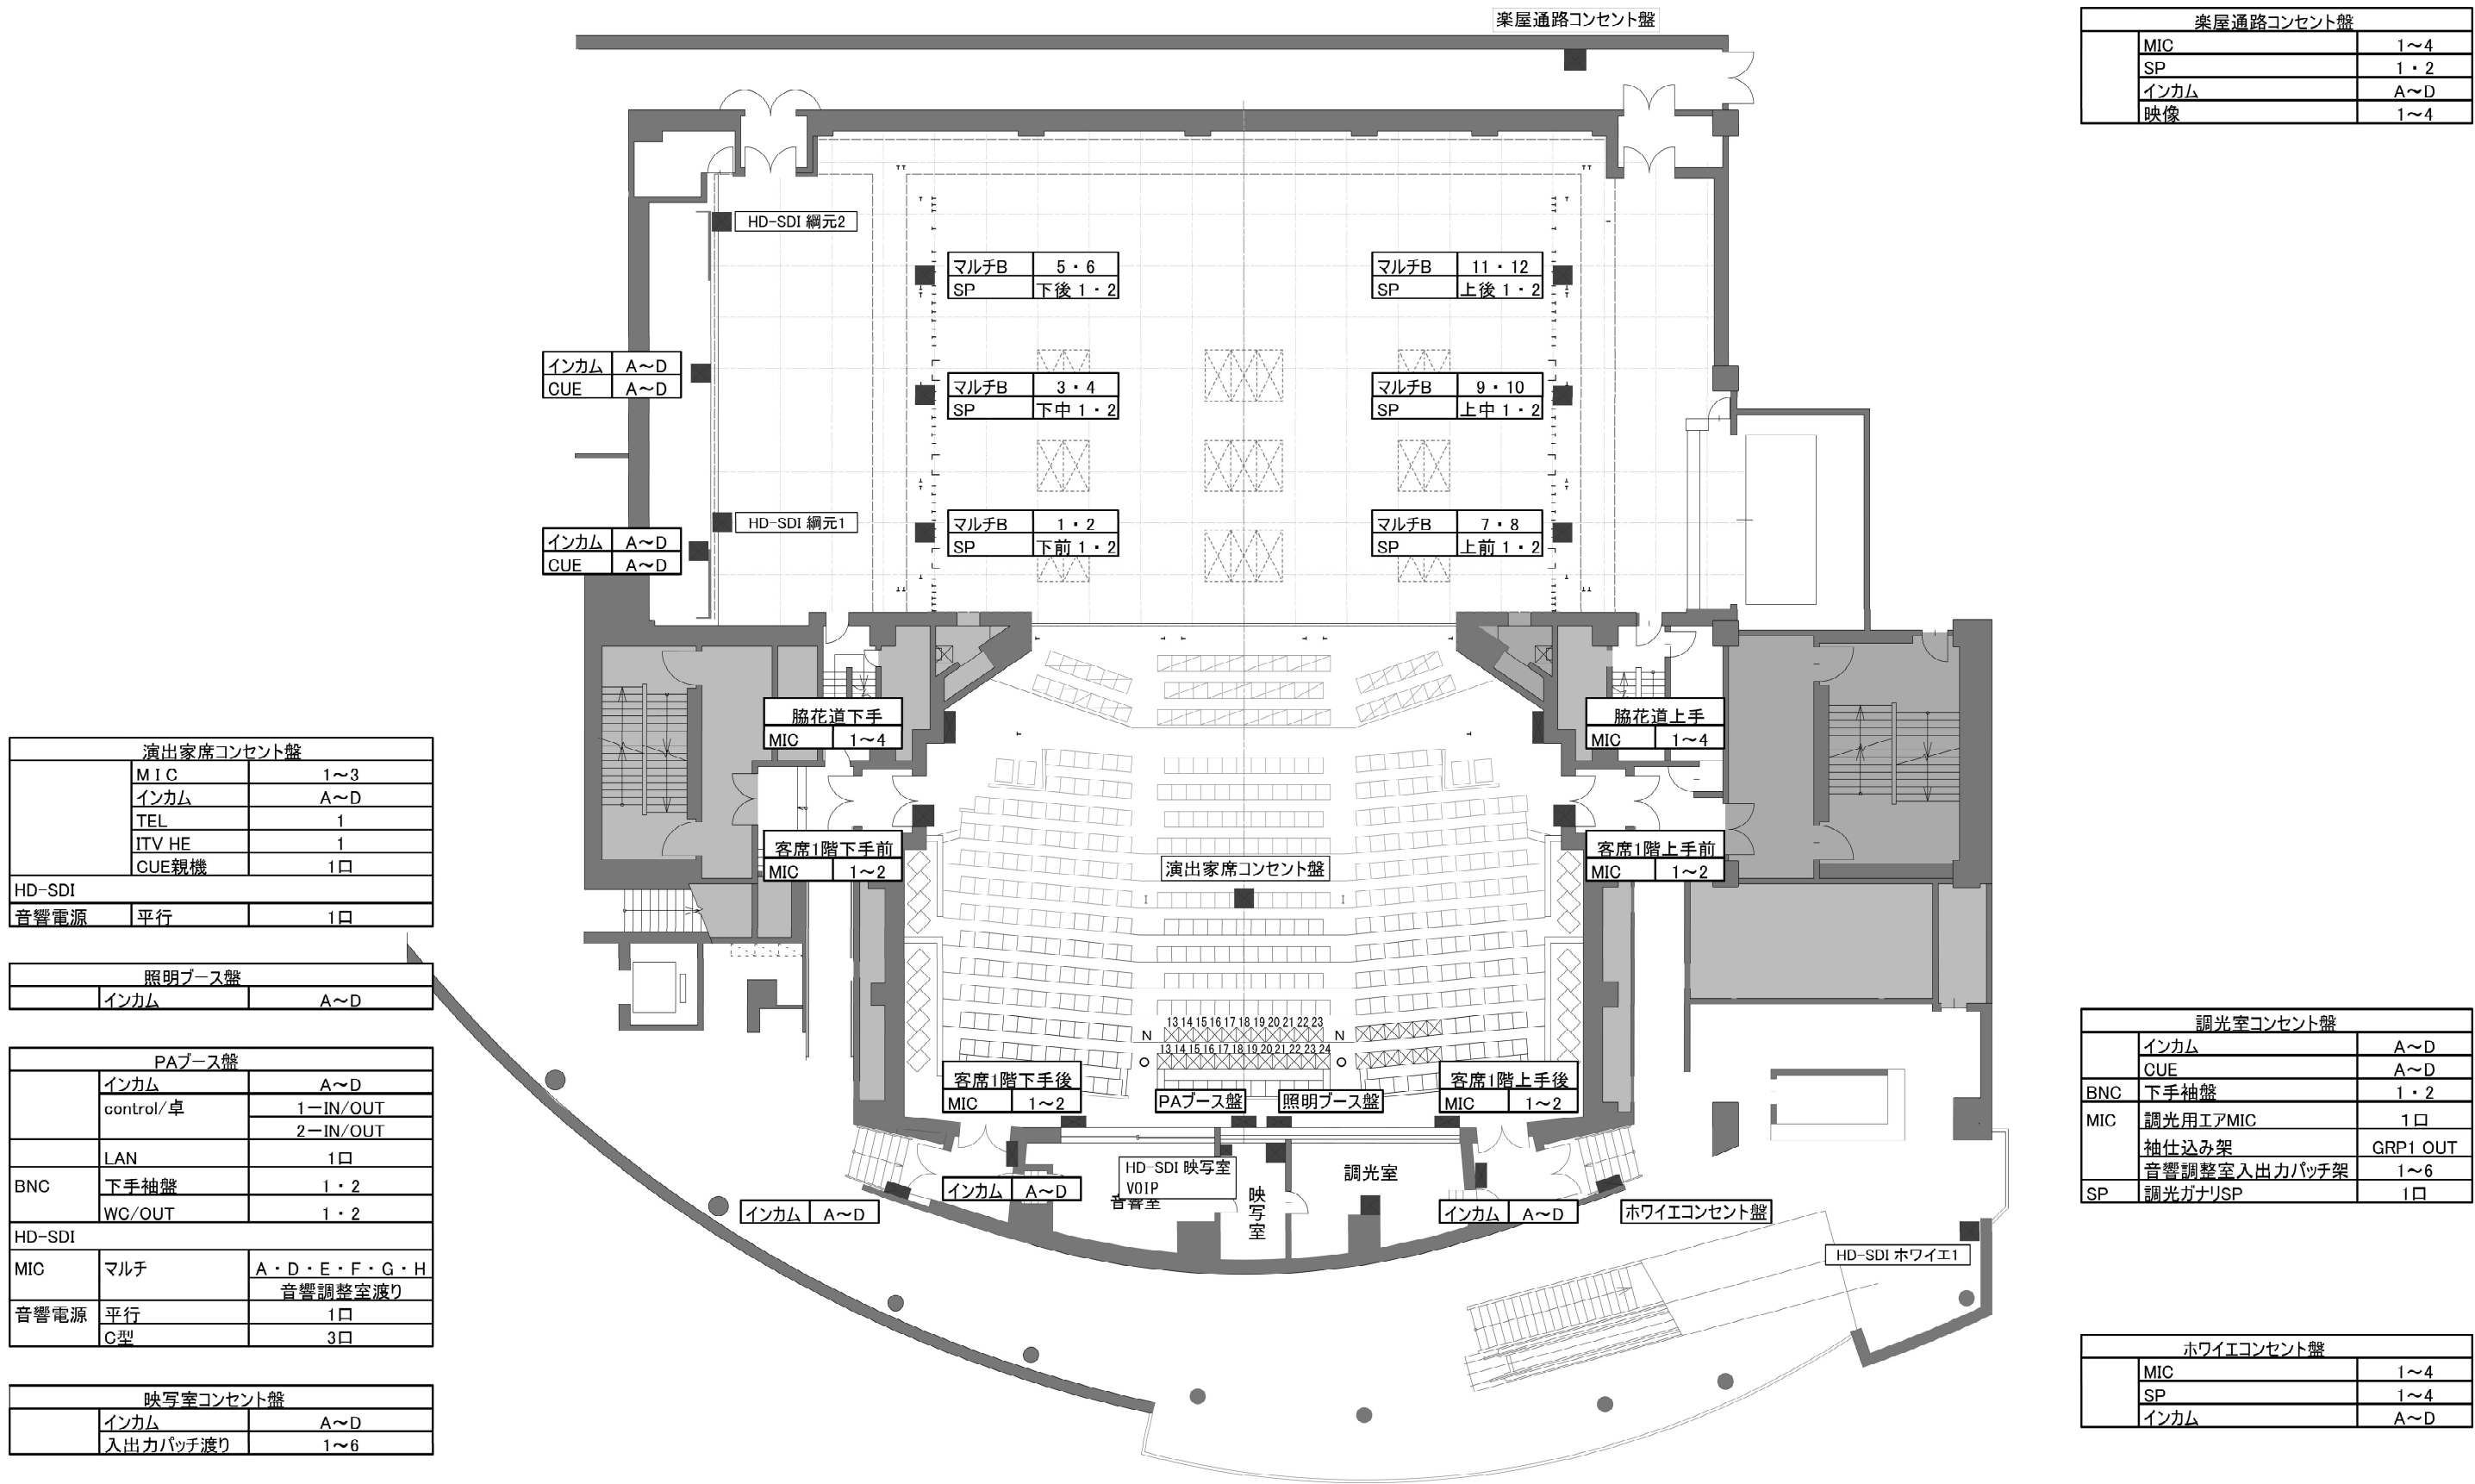 楽屋通路コンセント盤
楽屋通路コンセント盤
MIC 1～4
SP 1・2
インカム A～D
映像 1～4
HD-SDI 綱元2
マルチB 5・6
SP 下後 1・2
マルチB 11・12
SP 上後 1・2
インカム A～D
CUE A～D
マルチB 3・4
SP 下中 1・2
マルチB 9・10
SP 上中 1・2
HD-SDI 綱元1
マルチB 1・2
SP 下前 1・2
マルチB 7・8
SP 上前 1・2
インカム A～D
CUE A～D
脇花道下手
MIC 1～4
脇花道上手
MIC 1～4
客席1階下手前
MIC 1～2
客席1階上手前
MIC 1～2
演出家席コンセント盤
演出家席コンセント盤
MIC 1～3
インカム A～D
TEL 1
ITV HE 1
CUE親機 1口
HD-SDI
音響電源 平行 1口
照明ブース盤
インカム A～D
PAブース盤
インカム A～D
control/卓 1－IN/OUT
2－IN/OUT
LAN 1口
BNC 下手袖盤 1・2
WC/OUT 1・2
HD-SDI
MIC マルチ A・D・E・F・G・H
音響調整室渡り
音響電源 平行 1口
C型 3口
映写室コンセント盤
インカム A～D
入出力パッチ渡り 1～6
13 14 15 16 17 18 19 20 21 22 23
N N
13 14 15 16 17 18 19 20 21 22 23 24
客席1階下手後
MIC 1～2
PAブース盤
照明ブース盤
客席1階上手後
MIC 1～2
インカム A～D
インカム A～D
HD-SDI 映写室
VOIP
音響室
映写室
調光室
インカム A～D
ホワイエコンセント盤
HD-SDI ホワイエ1
調光室コンセント盤
インカム A～D
CUE A～D
BNC 下手袖盤 1・2
MIC 調光用エアMIC 1口
袖仕込み架 GRP1 OUT
音響調整室入出力パッチ架 1～6
SP 調光ガナリSP 1口
ホワイエコンセント盤
MIC 1～4
SP 1～4
インカム A～D